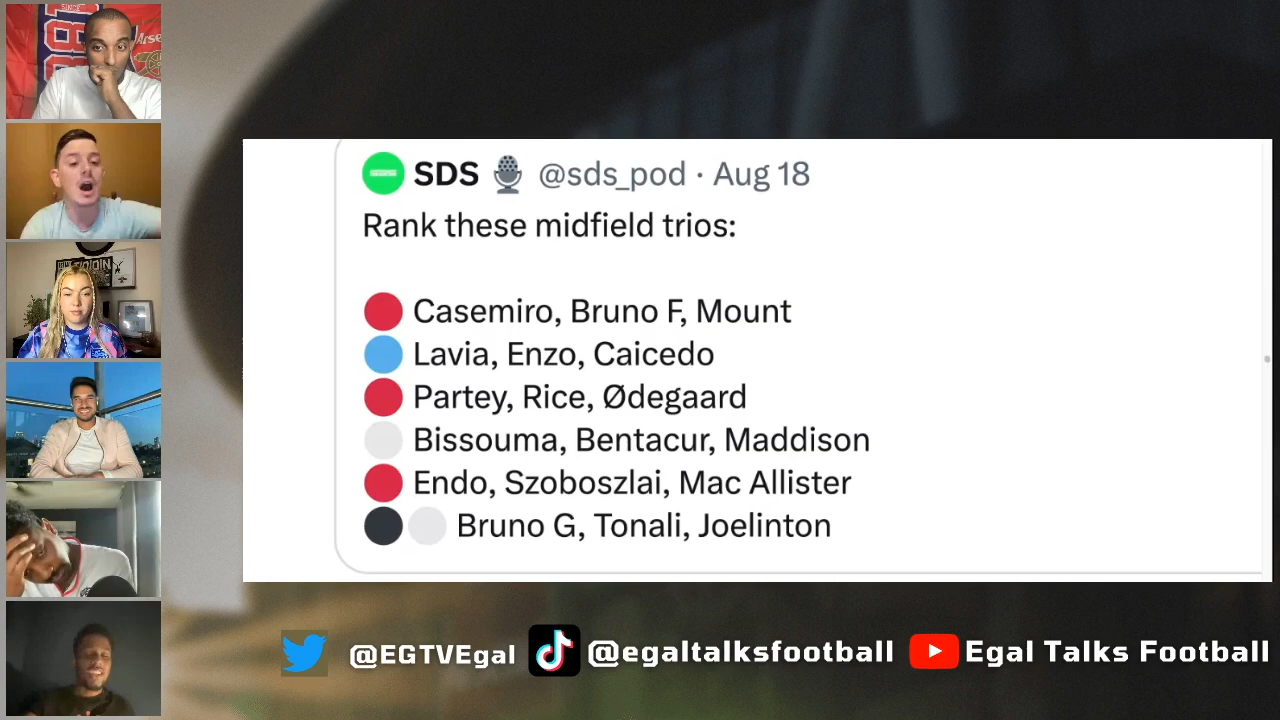 SDS @sds_pod · Aug 18
Rank these midfield trios:
Casemiro, Bruno F, Mount
Lavia, Enzo, Caicedo
Partey, Rice, Ødegaard
Bissouma, Bentacur, Maddison
Endo, Szoboszlai, Mac Allister
Bruno G, Tonali, Joelinton
@EGTVEgal @egaltalksfootball Egal Talks Football